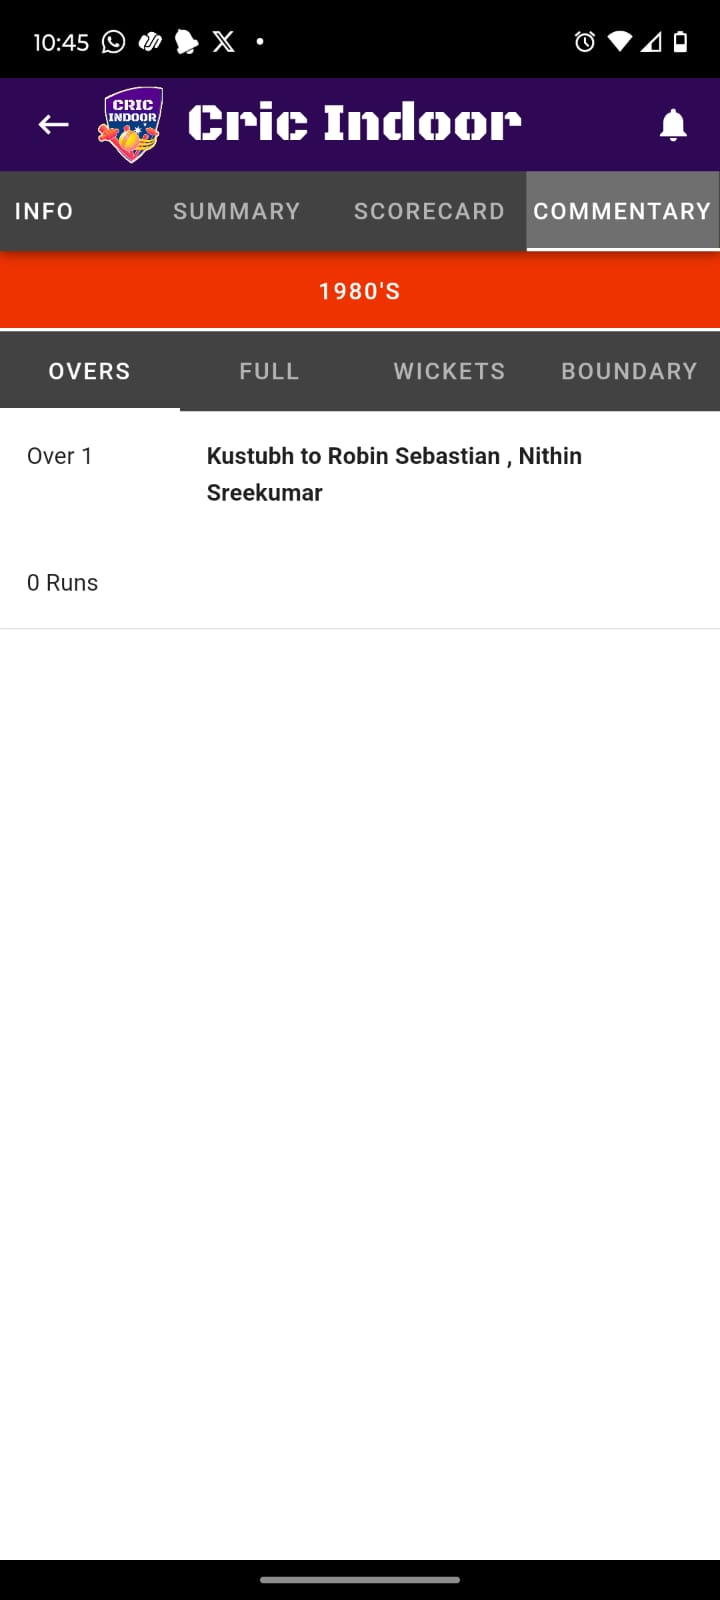 10:45
CRIC
INDOOR
Cric Indoor
INFO SUMMARY SCORECARD COMMENTARY
1980'S
OVERS FULL WICKETS BOUNDARY
Over 1 Kustubh to Robin Sebastian , Nithin
Sreekumar
0 Runs